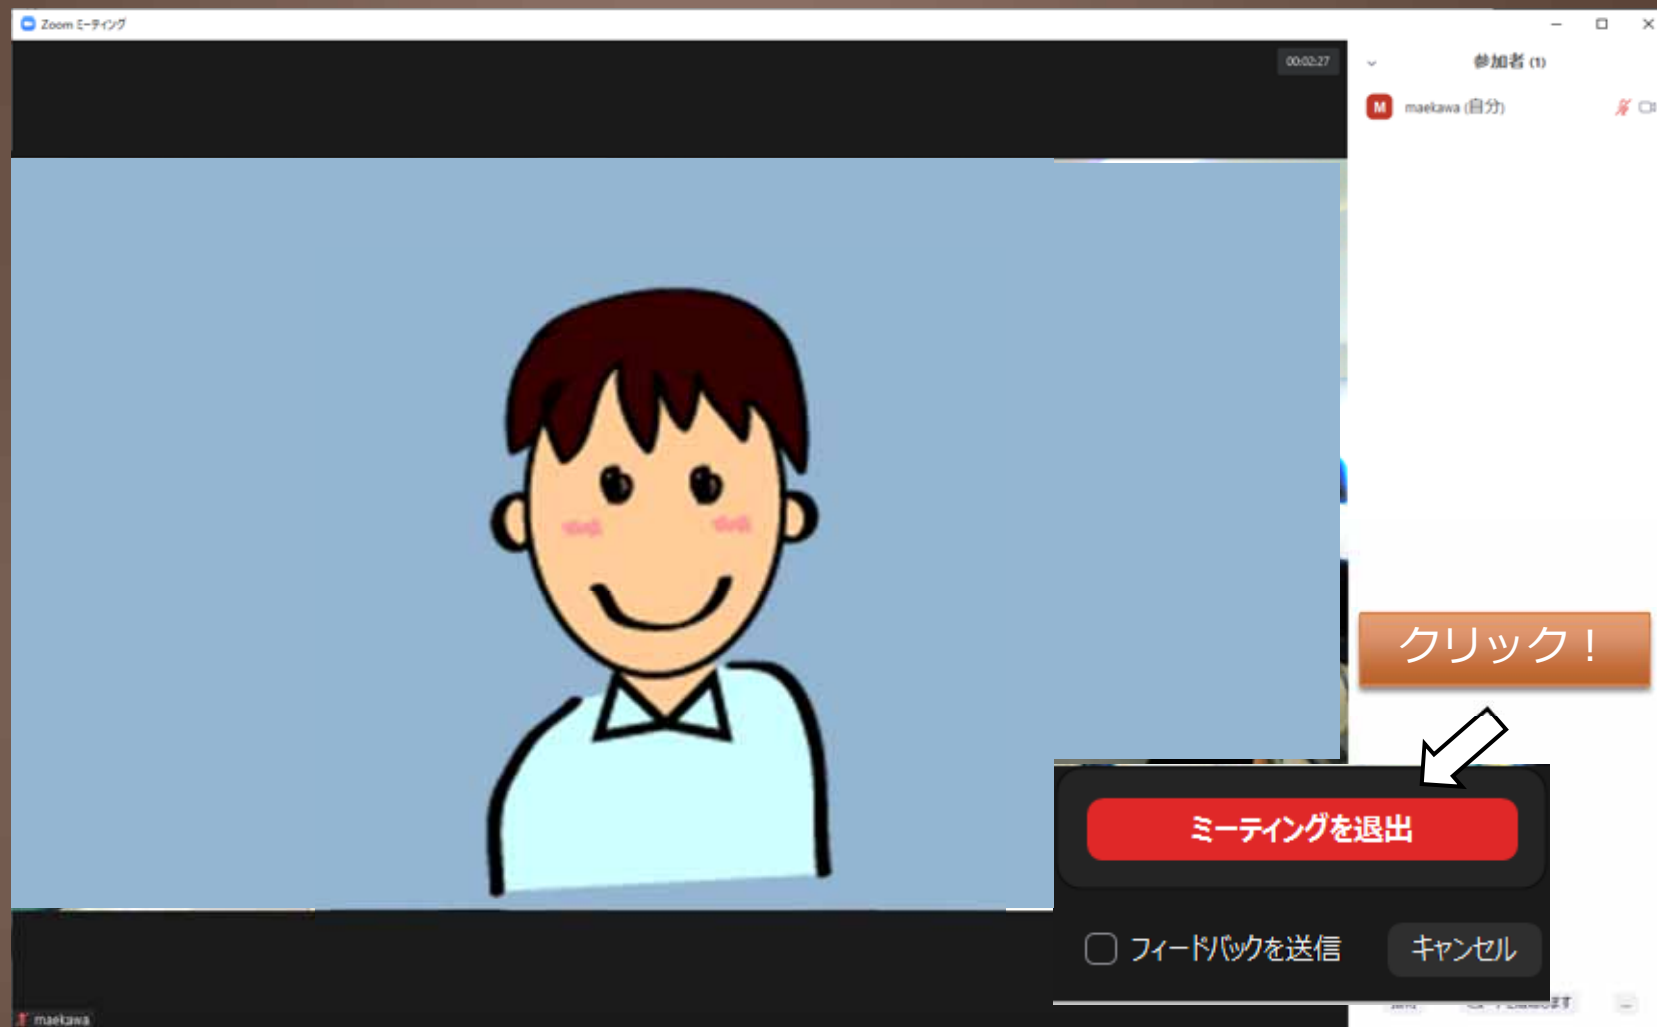 Zoom ミーティング
00:02:27
参加者 (1)
M maekawa (自分)
クリック！
ミーティングを退出
フィードバックを送信 キャンセル
maekawa